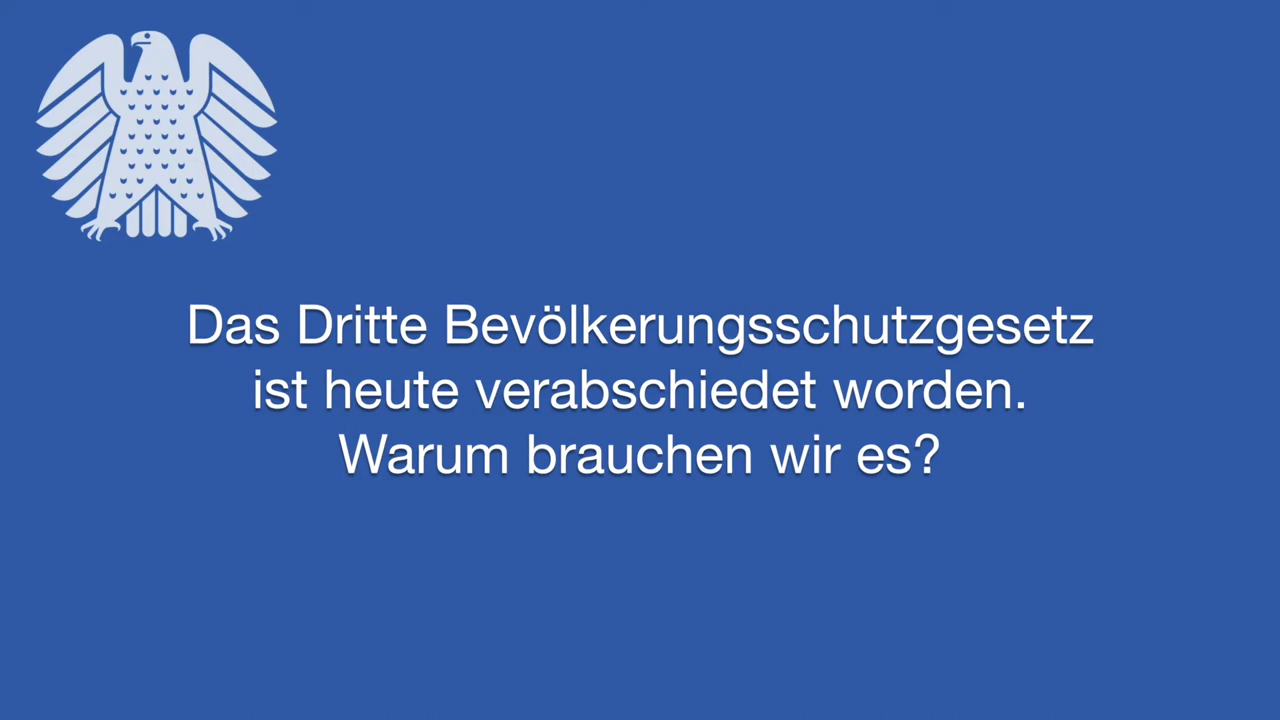 Das Dritte Bevölkerungsschutzgesetz
ist heute verabschiedet worden.
Warum brauchen wir es?